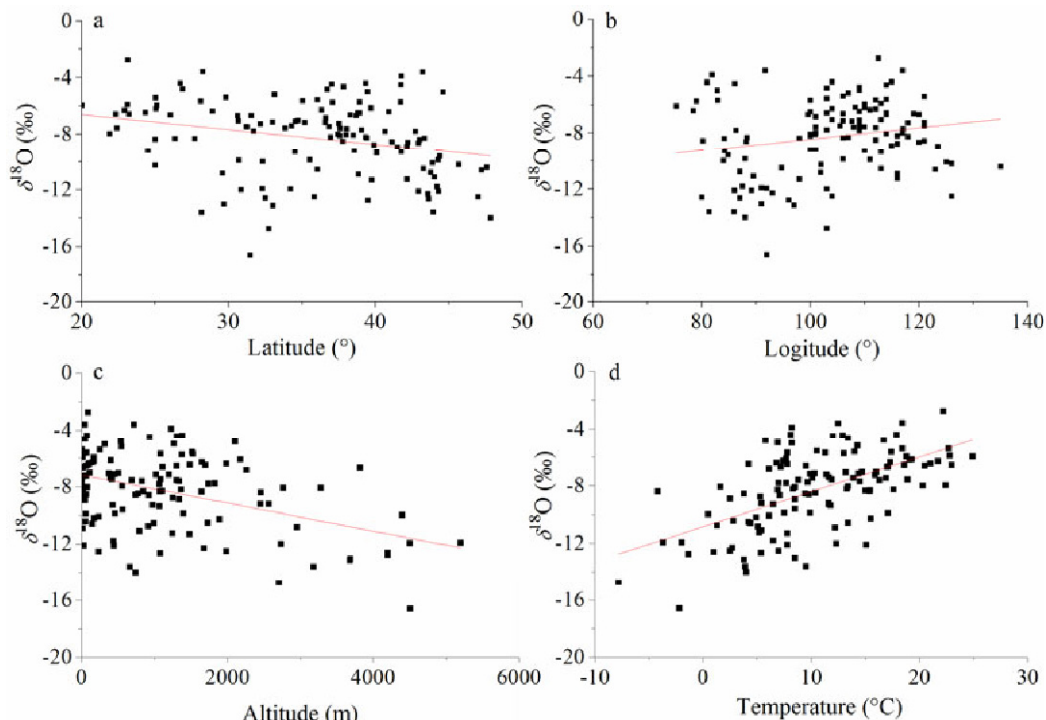 a
0
-4
-8
-12
-16
-20
δ18O (‰)
20 30 40 50
Latitude (°)
b
0
-4
-8
-12
-16
-20
δ18O (‰)
60 80 100 120 140
Logitude (°)
c
0
-4
-8
-12
-16
-20
δ18O (‰)
0 2000 4000 6000
Altitude (m)
d
0
-4
-8
-12
-16
-20
δ18O (‰)
-10 0 10 20 30
Temperature (°C)